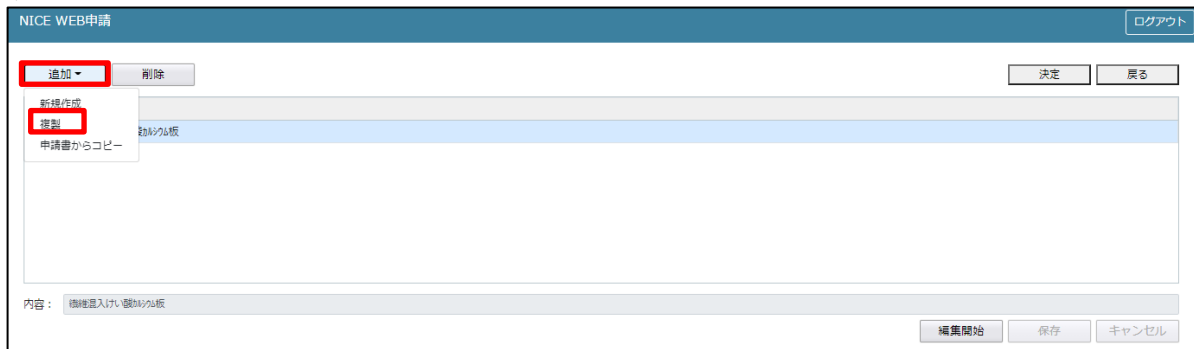 NICE WEB申請
ログアウト
追加
削除
決定
戻る
新規作成
複製
酸ｶﾙｼｳﾑ板
申請書からコピー
内容：
繊維混入けい酸ｶﾙｼｳﾑ板
編集開始
保存
キャンセル